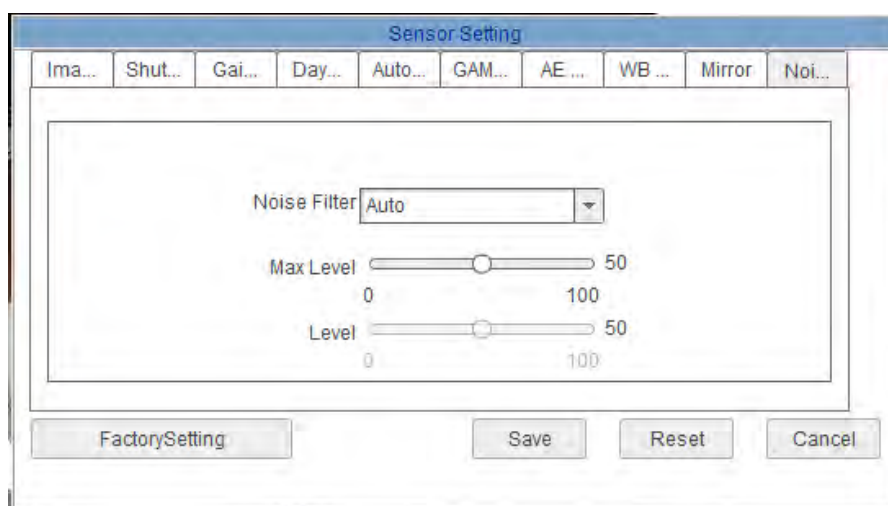 Sensor Setting
Ima... Shut... Gai... Day... Auto... GAM... AE ... WB ... Mirror Noi...
Noise Filter Auto
Max Level 50
0 100
Level 50
0 100
FactorySetting Save Reset Cancel